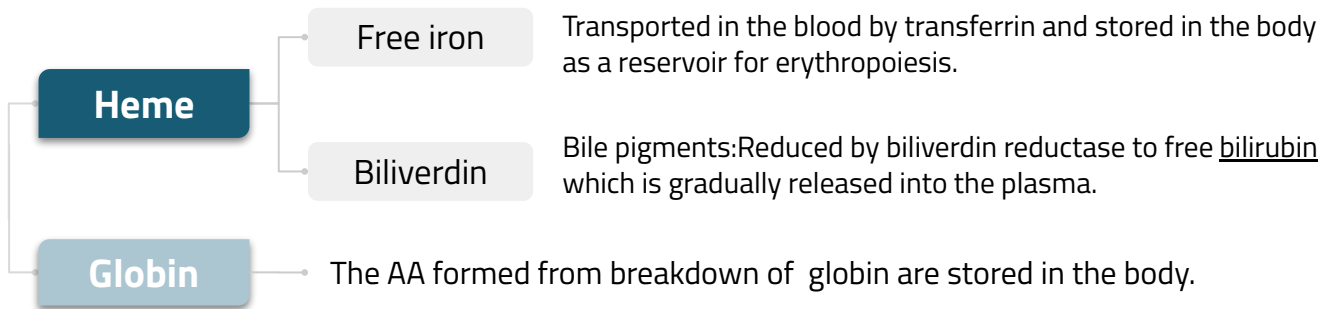 Free iron
Transported in the blood by transferrin and stored in the body
as a reservoir for erythropoiesis.
Heme
Biliverdin
Bile pigments:Reduced by biliverdin reductase to free bilirubin
which is gradually released into the plasma.
Globin
The AA formed from breakdown of globin are stored in the body.